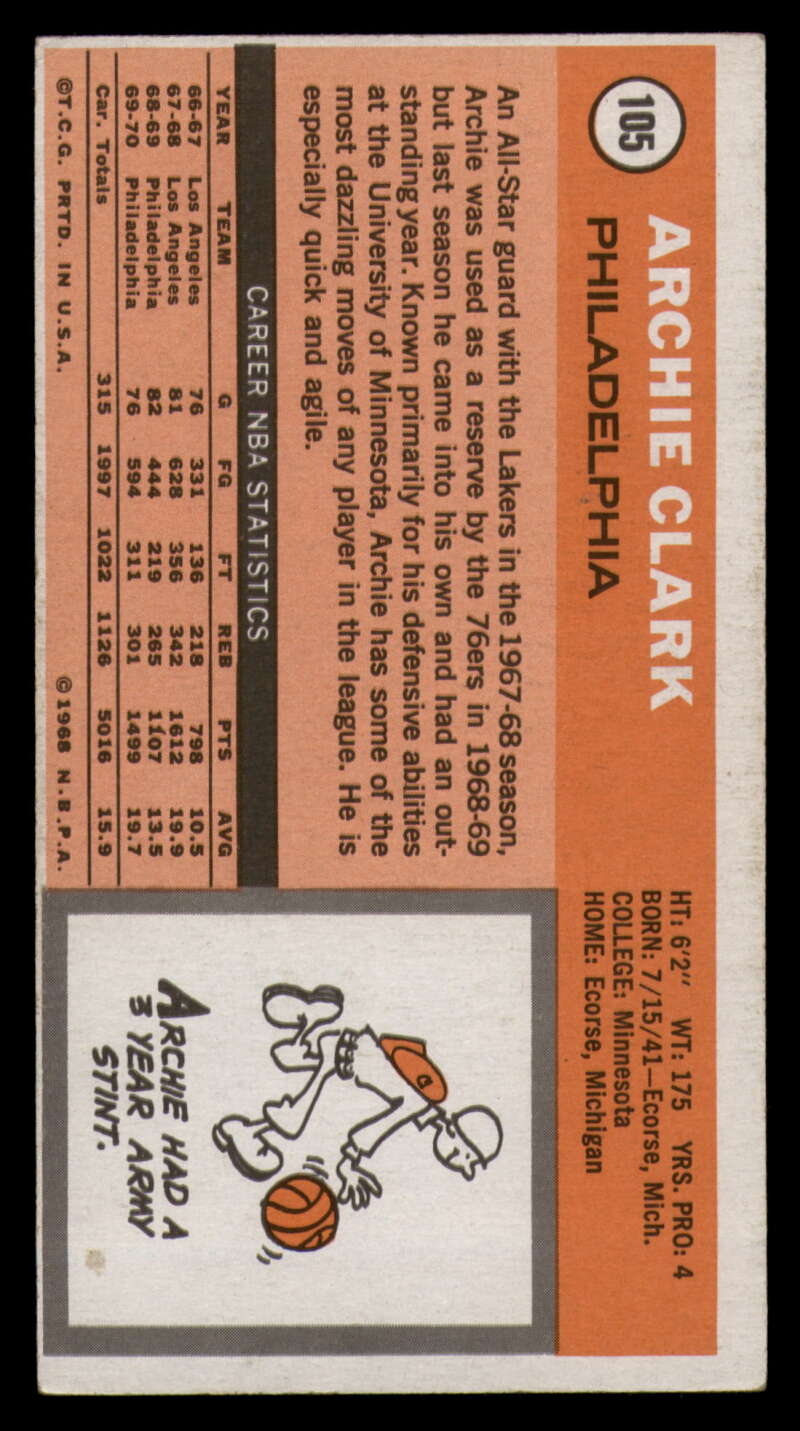 105
ARCHIE CLARK
PHILADELPHIA
HT: 6'2" WT: 175 YRS. PRO: 4
BORN: 7/15/41—Ecorse, Mich.
COLLEGE: Minnesota
HOME: Ecorse, Michigan
An All-Star guard with the Lakers in the 1967-68 season,
Archie was used as a reserve by the 76ers in 1968-69
but last season he came into his own and had an out-
standing year. Known primarily for his defensive abilities
at the University of Minnesota, Archie has some of the
most dazzling moves of any player in the league. He is
especially quick and agile.
CAREER NBA STATISTICS
YEAR TEAM G FG FT REB PTS AVG
66-67 Los Angeles 76 331 136 218 798 10.5
67-68 Los Angeles 81 628 356 342 1612 19.9
68-69 Philadelphia 82 444 219 265 1107 13.5
69-70 Philadelphia 76 594 311 301 1499 19.7
Car. Totals 315 1997 1022 1126 5016 15.9
©T.C.G. PRTD. IN U.S.A. ©1968 N.B.P.A.
ARCHIE HAD A
3 YEAR ARMY
STINT.